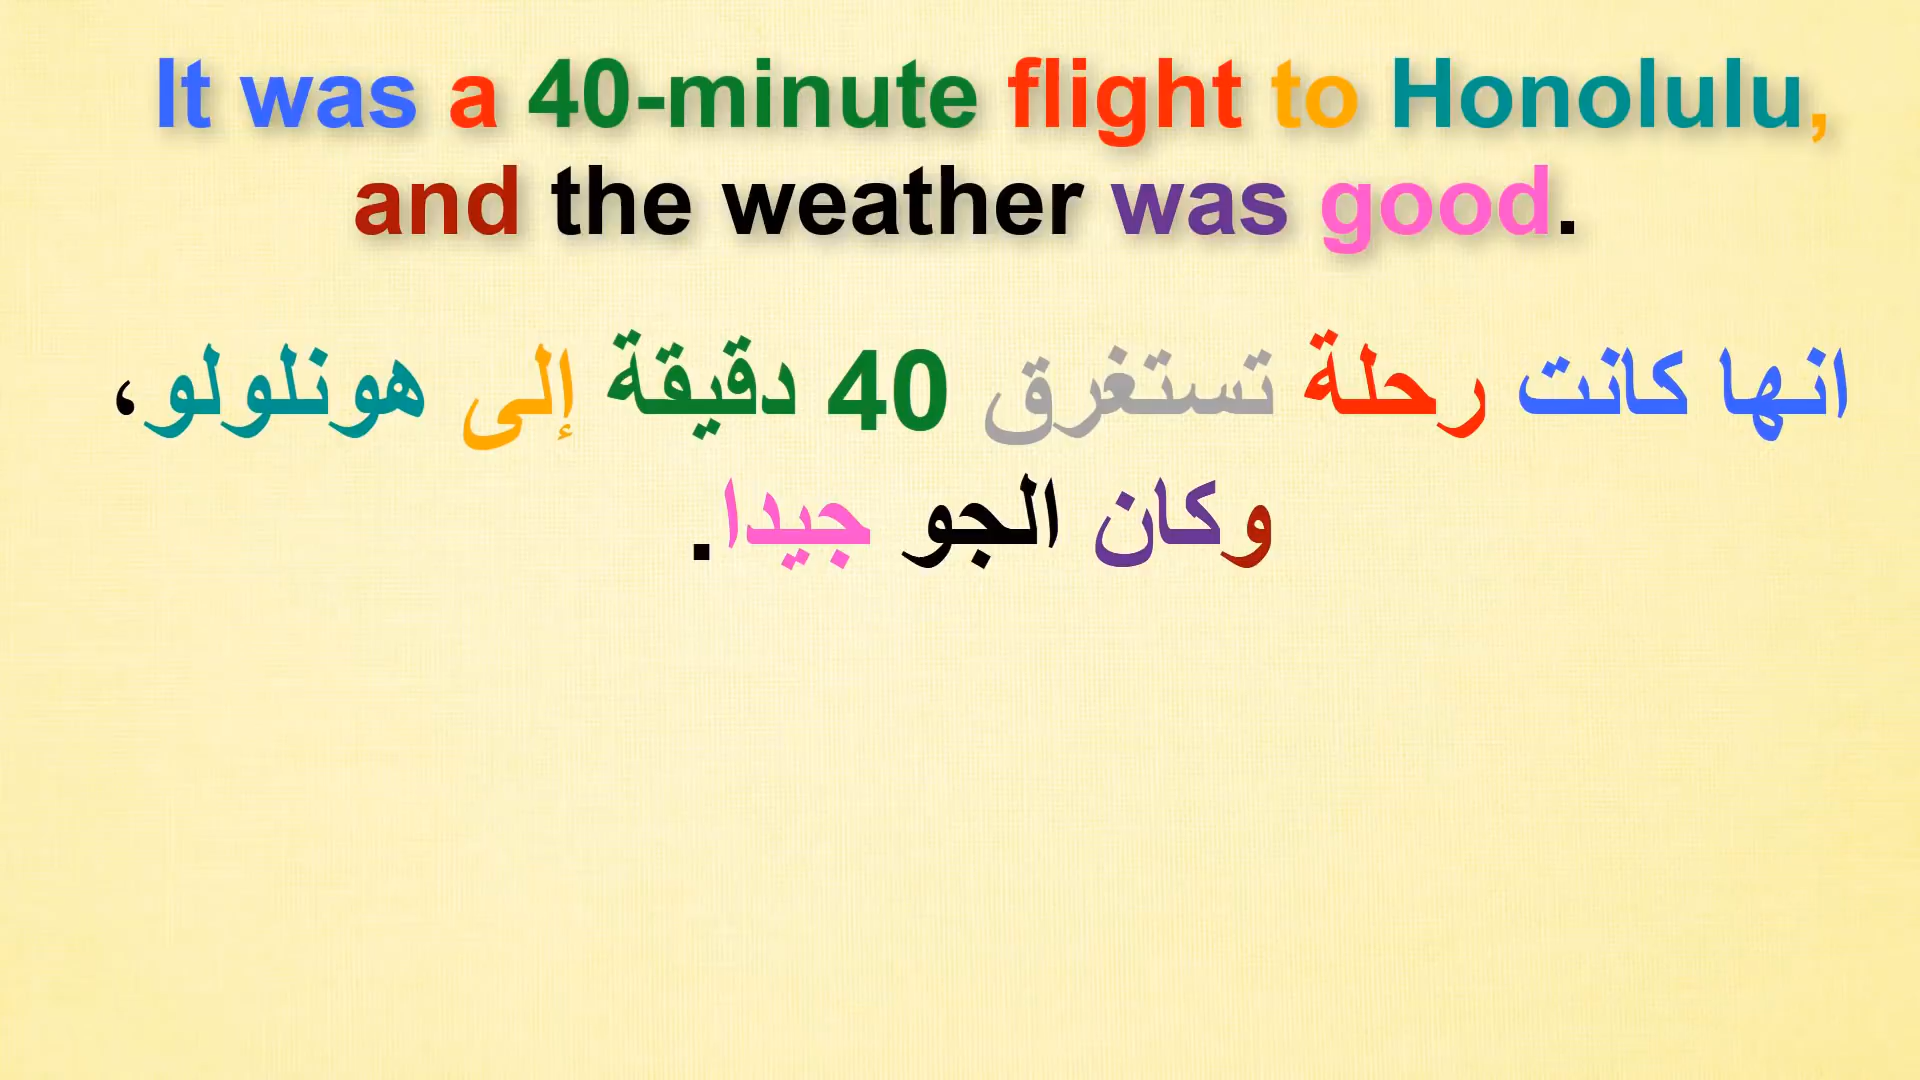 It was a 40-minute flight to Honolulu,
and the weather was good.
انها كانت رحلة تستغرق 40 دقيقة إلى هونلولو،
وكان الجو جيدا.